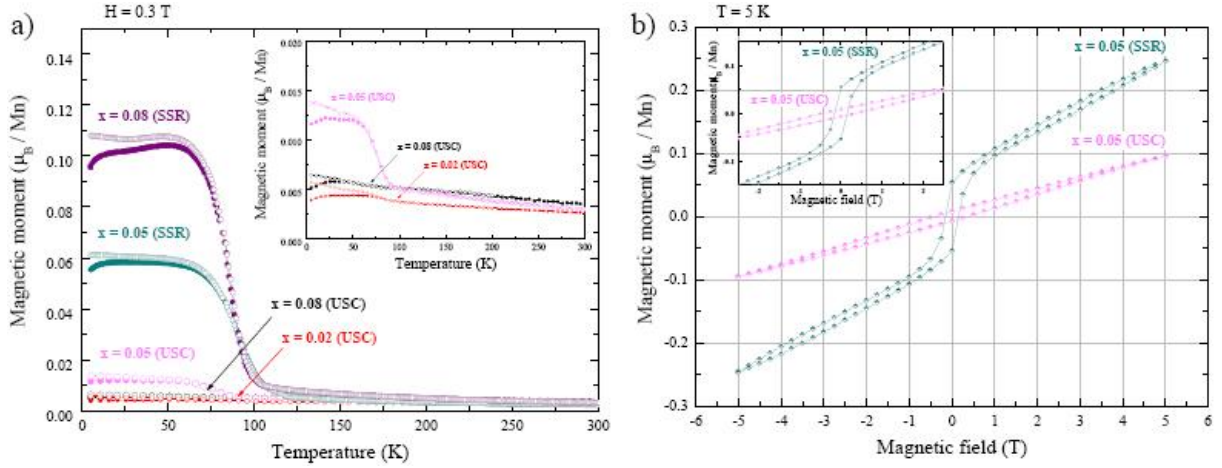 a)
H = 0.3 T
Magnetic moment (μB / Mn)
0.14
0.12
0.10
0.08
0.06
0.04
0.02
0.00
x = 0.08 (SSR)
x = 0.05 (SSR)
x = 0.05 (USC)
x = 0.08 (USC)
x = 0.02 (USC)
0 50 100 150 200 250 300
Temperature (K)
Magnetic moment (μB / Mn)
0.020
0.015
0.010
0.005
0.000
x = 0.05 (USC)
x = 0.08 (USC)
x = 0.02 (USC)
0 50 100 150 200 250 300
Temperature (K)
b)
T = 5 K
Magnetic moment (μB / Mn)
0.3
0.2
0.1
0.0
-0.1
-0.2
-0.3
x = 0.05 (SSR)
x = 0.05 (USC)
-6 -5 -4 -3 -2 -1 0 1 2 3 4 5 6
Magnetic field (T)
Magnetic moment (μB / Mn)
x = 0.05 (SSR)
x = 0.05 (USC)
Magnetic field (T)